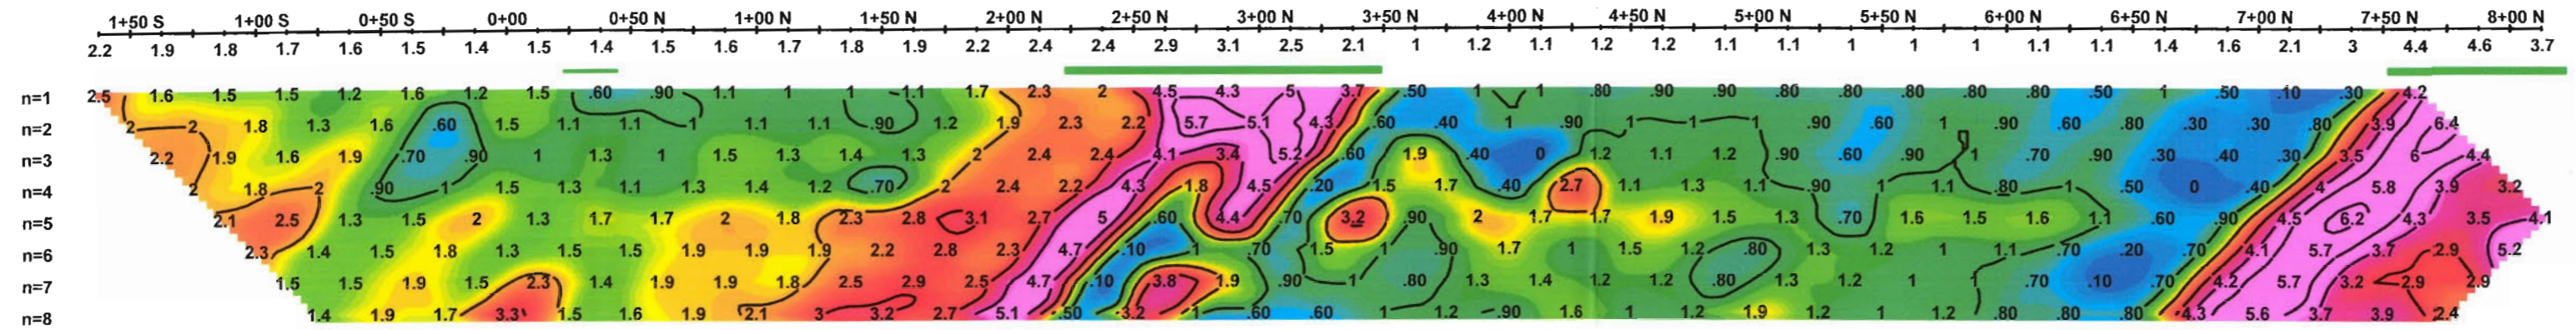 1+50 S 1+00 S 0+50 S 0+00 0+50 N 1+00 N 1+50 N 2+00 N 2+50 N 3+00 N 3+50 N 4+00 N 4+50 N 5+00 N 5+50 N 6+00 N 6+50 N 7+00 N 7+50 N 8+00 N
2.2 1.9 1.8 1.7 1.6 1.5 1.4 1.5 1.4 1.5 1.6 1.7 1.8 1.9 2.2 2.4 2.4 2.9 3.1 2.5 2.1 1 1.2 1.1 1.2 1.2 1.1 1.1 1 1 1 1.1 1.1 1.4 1.6 2.1 3 4.4 4.6 3.7
n=1 2.5 1.6 1.5 1.5 1.2 1.6 1.2 1.5 .60 .90 1.1 1 1 1.1 1.7 2.3 2 4.5 4.3 5 3.7 .50 1 1 .80 .90 .90 .80 .80 .80 .80 .80 .50 1 .50 .10 .30 4.2
n=2 2 2 1.8 1.3 1.6 .60 1.5 1.1 1.1 1 1.1 1.1 .90 1.2 1.9 2.3 2.2 5.7 5.1 4.3 .60 .40 1 .90 1 1 1 .90 .60 1 .90 .60 .80 .30 .30 .80 3.9 6.4
n=3 2.2 1.9 1.6 1.9 .70 .90 1 1.3 1 1.5 1.3 1.4 1.3 2 2.4 2.4 4.1 3.4 5.2 .60 1.9 .40 0 1.2 1.1 1.2 .90 .60 .90 1 .70 .90 .30 .40 .30 3.5 6 4.4
n=4 2 1.8 2 .90 1 1.5 1.3 1.1 1.3 1.4 1.2 .70 2 2.4 2.2 4.3 1.8 4.5 .20 1.5 1.7 .40 2.7 1.1 1.3 1.1 .90 1 1.1 .80 1 .50 0 .40 4 5.8 3.9 3.2
n=5 2.1 2.5 1.3 1.5 2 1.3 1.7 1.7 2 1.8 2.3 2.8 3.1 2.7 5 .60 4.4 .70 3.2 .90 2 1.7 1.7 1.9 1.5 1.3 .70 1.6 1.5 1.6 1.1 .60 .90 4.5 6.2 4.3 3.5 4.1
n=6 2.3 1.4 1.5 1.8 1.3 1.5 1.5 1.9 1.9 1.9 2.2 2.8 2.3 4.7 .10 1 .70 1.5 1 .90 1.7 1 1.5 1.2 .80 1.3 1.2 1 1.1 .70 .20 .70 4.1 5.7 3.7 2.9 5.2
n=7 1.5 1.5 1.9 1.5 2.3 1.4 1.9 1.9 1.8 2.5 2.9 2.5 4.7 .10 3.8 1.9 .90 1 .80 1.3 1.4 1.2 1.2 .80 1.3 1.2 1 1 .70 .10 .70 4.2 5.7 3.2 2.9 2.9
n=8 1.4 1.9 1.7 3.3 1.5 1.6 1.9 2.1 3 3.2 2.7 5.1 .50 3.2 1 .60 .60 1 1.2 .90 1.6 1 1.2 1.9 1.2 1 1.2 .80 .80 .80 4.3 5.6 3.7 3.9 2.4